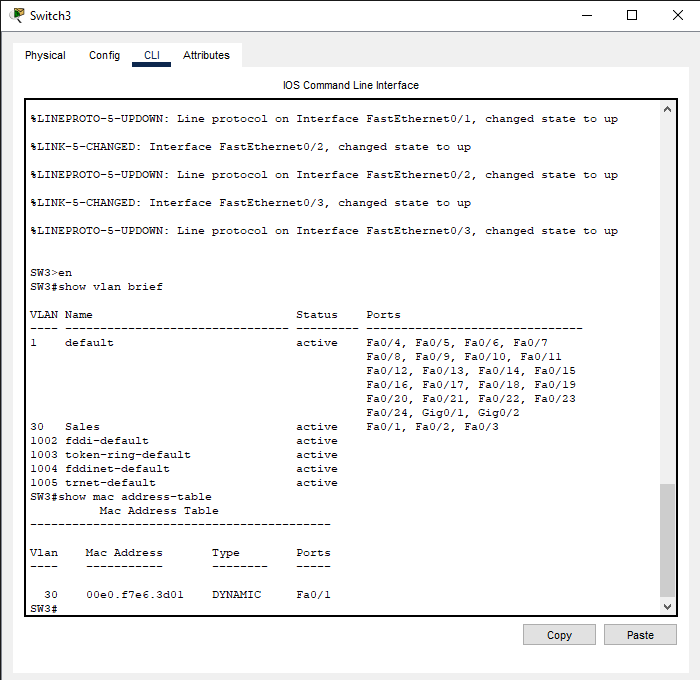 Switch3
Physical Config CLI Attributes
IOS Command Line Interface
%LINEPROTO-5-UPDOWN: Line protocol on Interface FastEthernet0/1, changed state to up
%LINK-5-CHANGED: Interface FastEthernet0/2, changed state to up
%LINEPROTO-5-UPDOWN: Line protocol on Interface FastEthernet0/2, changed state to up
%LINK-5-CHANGED: Interface FastEthernet0/3, changed state to up
%LINEPROTO-5-UPDOWN: Line protocol on Interface FastEthernet0/3, changed state to up
SW3>en
SW3#show vlan brief
VLAN Name                             Status    Ports
---- -------------------------------- --------- -------------------------------
1    default                          active    Fa0/4, Fa0/5, Fa0/6, Fa0/7
                                                Fa0/8, Fa0/9, Fa0/10, Fa0/11
                                                Fa0/12, Fa0/13, Fa0/14, Fa0/15
                                                Fa0/16, Fa0/17, Fa0/18, Fa0/19
                                                Fa0/20, Fa0/21, Fa0/22, Fa0/23
                                                Fa0/24, Gig0/1, Gig0/2
30   Sales                            active    Fa0/1, Fa0/2, Fa0/3
1002 fddi-default                     active
1003 token-ring-default               active
1004 fddinet-default                  active
1005 trnet-default                    active
SW3#show mac address-table
          Mac Address Table
-------------------------------------------
Vlan    Mac Address       Type        Ports
----    -----------       --------    -----
  30    00e0.f7e6.3d01    DYNAMIC     Fa0/1
SW3#
Copy Paste